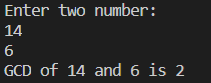 Enter two number:
14
6
GCD of 14 and 6 is 2